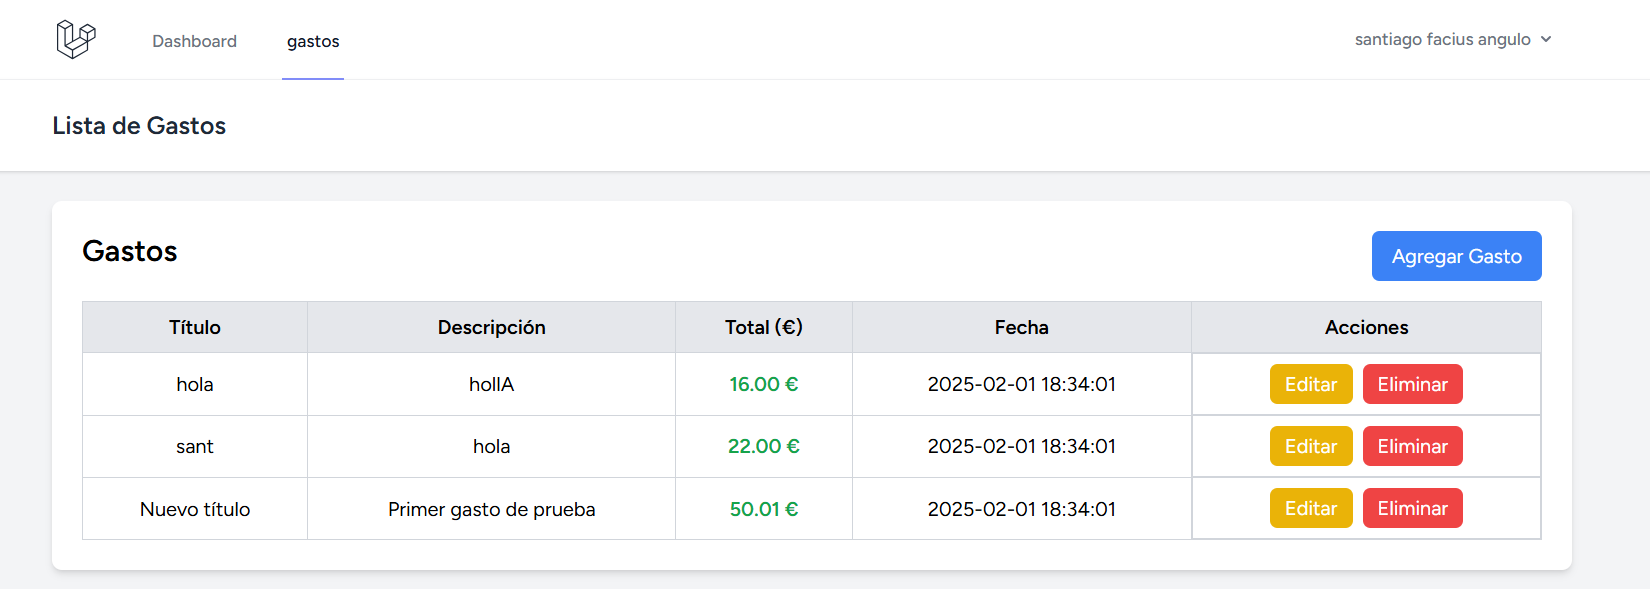 Dashboard gastos santiago facius angulo
Lista de Gastos
Gastos
Agregar Gasto
Título Descripción Total (€) Fecha Acciones
hola hollA 16.00 € 2025-02-01 18:34:01 Editar Eliminar
sant hola 22.00 € 2025-02-01 18:34:01 Editar Eliminar
Nuevo título Primer gasto de prueba 50.01 € 2025-02-01 18:34:01 Editar Eliminar